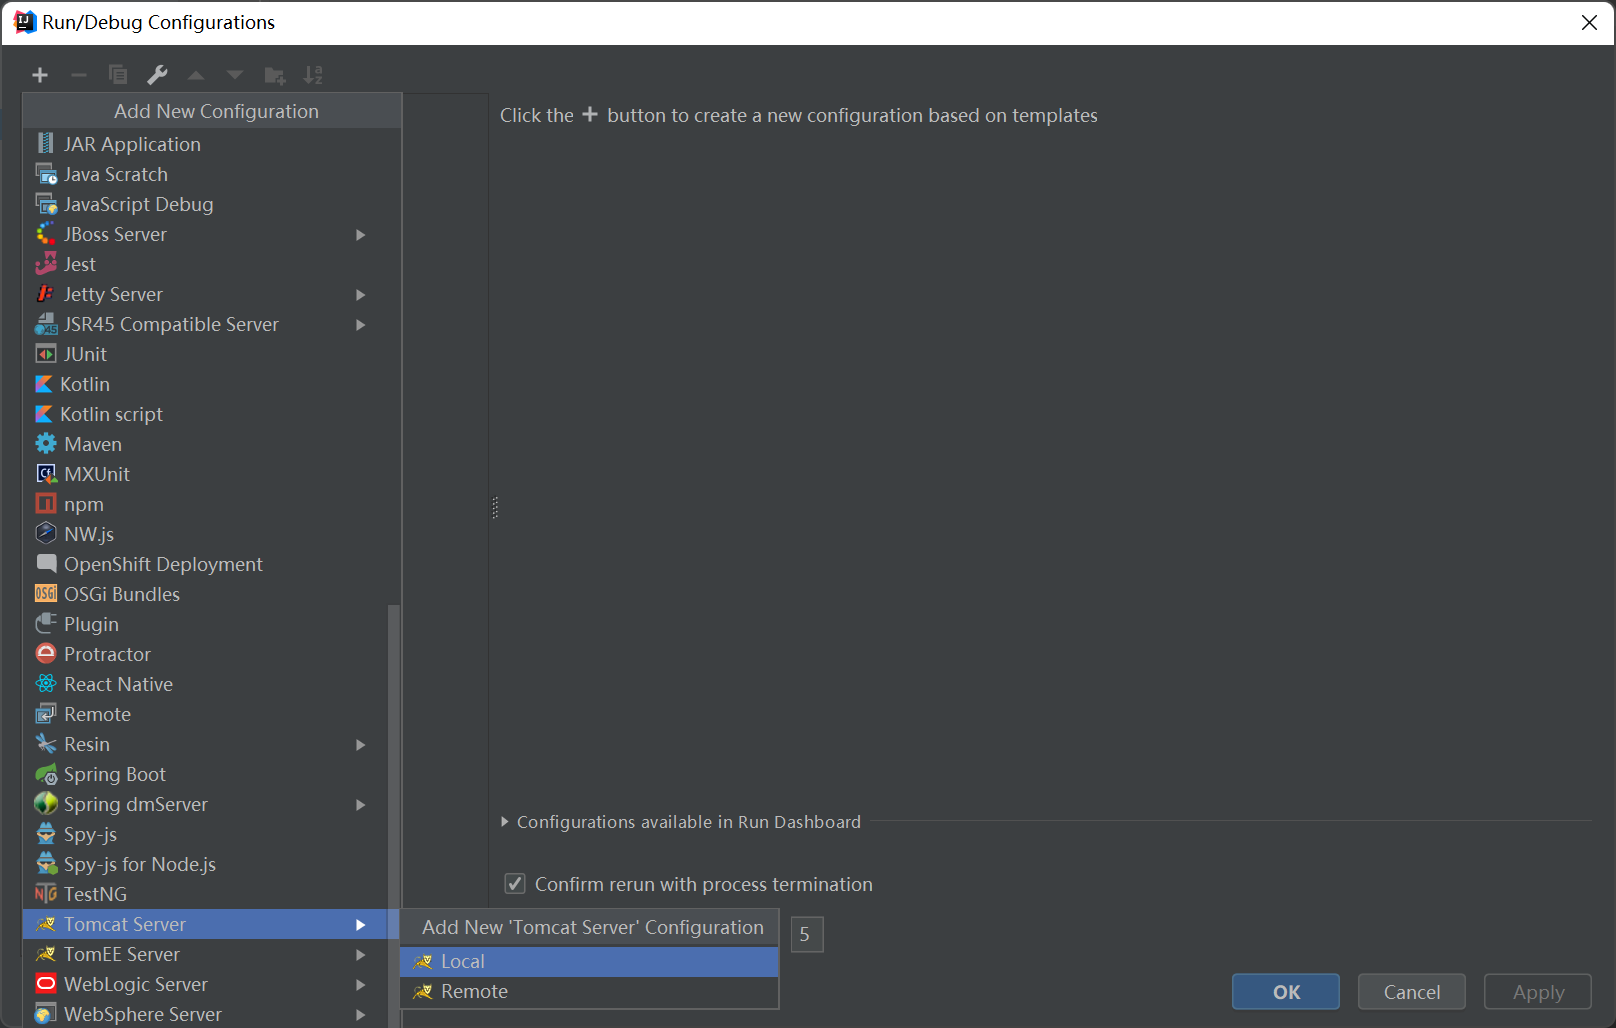 Run/Debug Configurations
Add New Configuration
Click the + button to create a new configuration based on templates
JAR Application
Java Scratch
JavaScript Debug
JBoss Server
Jest
Jetty Server
JSR45 Compatible Server
JUnit
Kotlin
Kotlin script
Maven
MXUnit
npm
NW.js
OpenShift Deployment
OSGi Bundles
Plugin
Protractor
React Native
Remote
Resin
Spring Boot
Spring dmServer
Spy-js
Spy-js for Node.js
TestNG
Tomcat Server
TomEE Server
WebLogic Server
WebSphere Server
Configurations available in Run Dashboard
Confirm rerun with process termination
Add New 'Tomcat Server' Configuration
5
Local
Remote
OK
Cancel
Apply